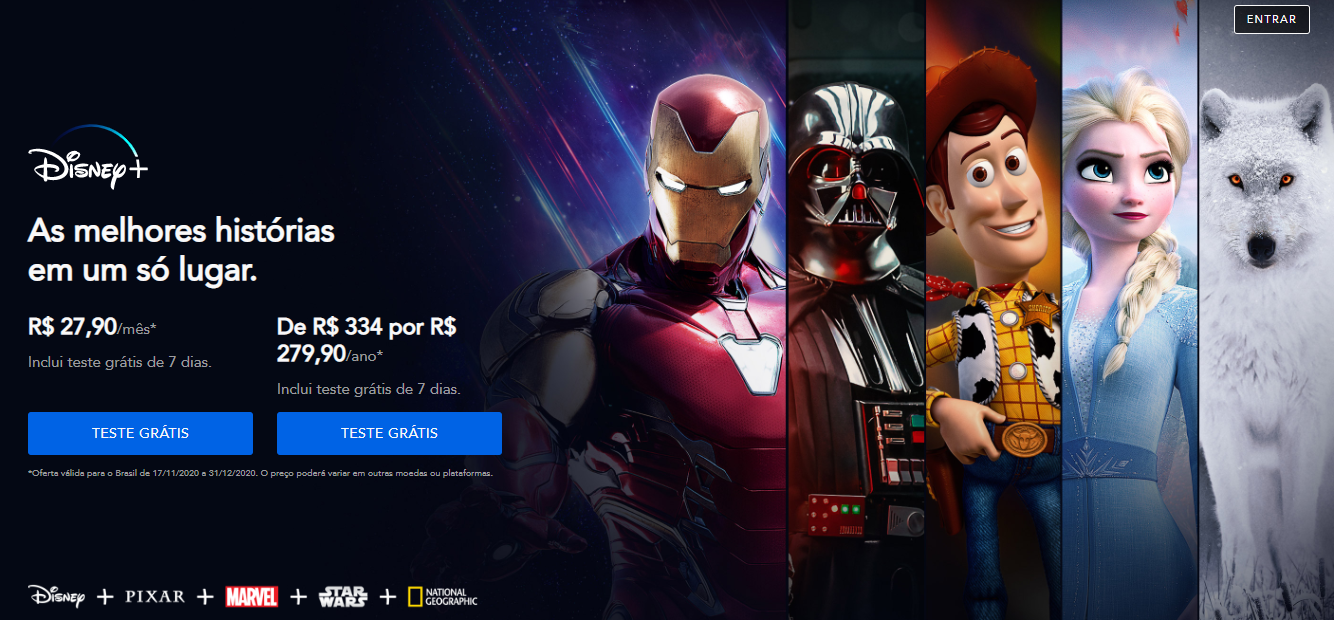 ENTRAR
Disney+
As melhores histórias
em um só lugar.
R$ 27,90/mês*
Inclui teste grátis de 7 dias.
TESTE GRÁTIS
De R$ 334 por R$
279,90/ano*
Inclui teste grátis de 7 dias.
TESTE GRÁTIS
*Oferta válida para o Brasil de 17/11/2020 a 31/12/2020. O preço poderá variar em outras moedas ou plataformas.
Disney + PIXAR + MARVEL + STAR WARS + NATIONAL GEOGRAPHIC